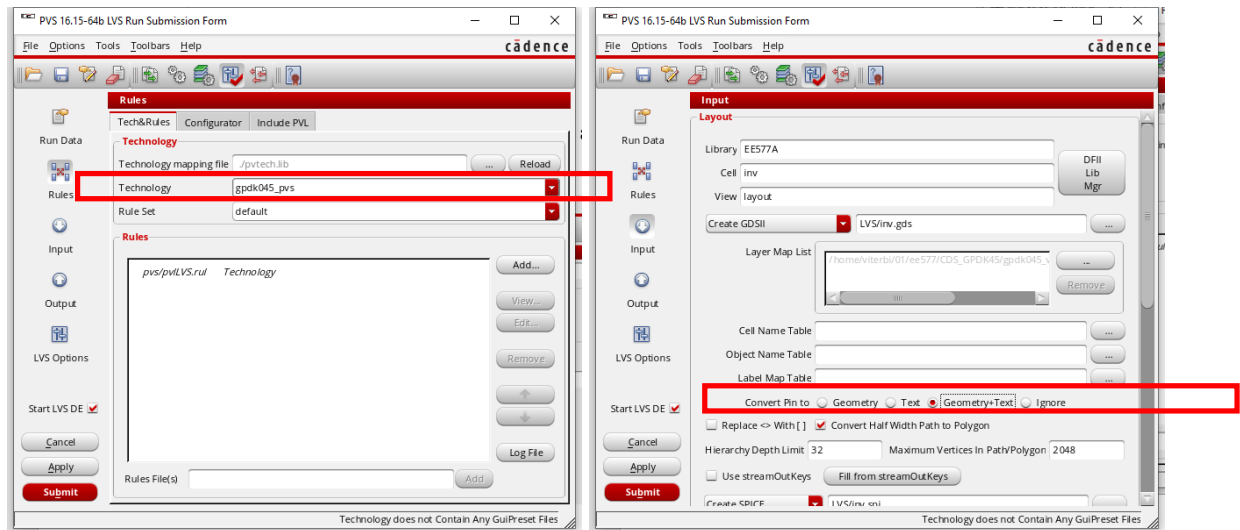 PVS 16.15-64b LVS Run Submission Form
File Options Tools Toolbars Help
cādence
Rules
Run Data
Rules
Input
Output
LVS Options
Start LVS DE
Cancel
Apply
Submit
Tech&Rules Configurator Include PVL
Technology
Technology mapping file ./pvtech.lib ... Reload
Technology gpdk045_pvs
Rule Set default
Rules
pvs/pvlLVS.rul Technology
Add...
View...
Edit...
Remove
Log File
Rules File(s) Add
Technology does not Contain Any GuiPreset Files
PVS 16.15-64b LVS Run Submission Form
File Options Tools Toolbars Help
cādence
Input
Run Data
Rules
Input
Output
LVS Options
Start LVS DE
Cancel
Apply
Submit
Layout
Library EE577A
Cell inv
View layout
DFII
Lib
Mgr
Create GDSII LVS/inv.gds ...
Layer Map List /home/viterbi/01/ee577/CDS_GPDK45/gpdk045_v ...
Remove
Cell Name Table ...
Object Name Table ...
Label Map Table ...
Convert Pin to Geometry Text Geometry+Text Ignore
Replace <> With [ ] Convert Half Width Path to Polygon
Hierarchy Depth Limit 32 Maximum Vertices In Path/Polygon 2048
Use streamOutKeys Fill from streamOutKeys
Create SPICE LVS/inv.spi
Technology does not Contain Any GuiPreset Files